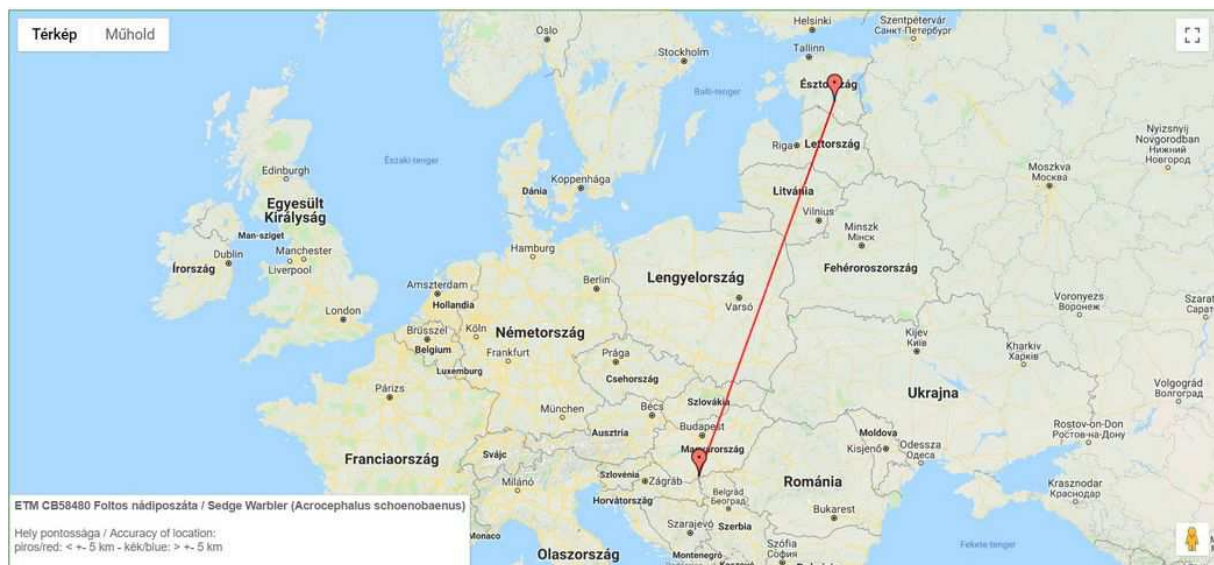 Térkép
Műhold
Helsinki
Szentpétervár
Санкт-Петербург
Oslo
Tallinn
Stockholm
Észtország
Balti-tenger
Nyizsnyij
Novgorodban
Нижний
Новгород
Riga
Lettország
Északi-tenger
Moszkva
Москва
Edinburgh
Koppenhága
Dánia
Litvánia
Egyesült
Királyság
Vilnius
Man-sziget
Minszk
Мінск
Dublin
Manchester
Hamburg
Írország
Liverpool
Fehéroroszország
Berlin
Lengyelország
Amszterdam
Varsó
Hollandia
Voronyezs
Воронеж
London
Brüsszel
Köln
Németország
Belgium
Kijev
Київ
Frankfurt
Prága
Kharkiv
Харків
Luxemburg
Csehország
Ukrajna
Párizs
Szlovákia
Volgográd
Волгоград
München
Bécs
Budapest
Moldova
Rostov-on-Don
Ростов-на-Дону
Ausztria
Magyarország
Kisjenő
Odessza
Одеса
Svájc
Franciaország
Szlovénia
Zágráb
Románia
Milánó
Horvátország
Belgrád
Београд
Krasznodar
Краснодар
Bukarest
Szarajevó
Szerbia
Monaco
Montenegró
Szófia
София
Fekete-tenger
Olaszország
ETM CB58480 Foltos nádiposzáta / Sedge Warbler (Acrocephalus schoenobaenus)
Hely pontossága / Accuracy of location:
piros/red: < +- 5 km - kék/blue: > +- 5 km